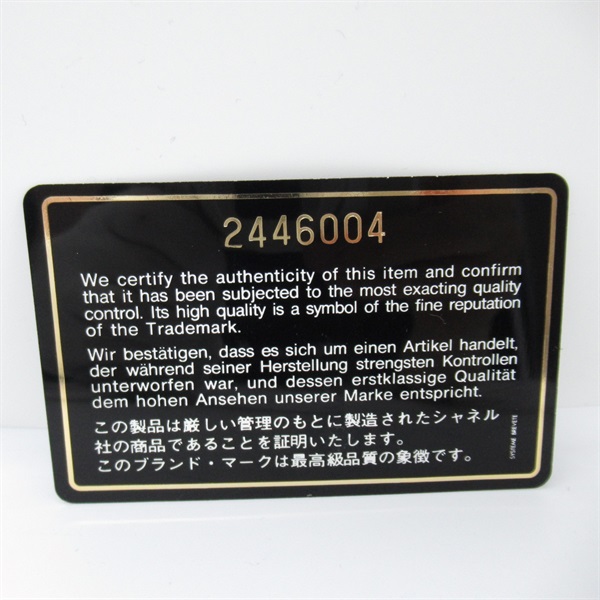 2446004
We certify the authenticity of this item and confirm
that it has been subjected to the most exacting quality
control. Its high quality is a symbol of the fine reputation
of the Trademark.
Wir bestätigen, dass es sich um einen Artikel handelt,
der während seiner Herstellung strengsten Kontrollen
unterworfen war, und dessen erstklassige Qualität
dem hohen Ansehen unserer Marke entspricht.
この製品は厳しい管理のもとに製造されたシャネル
社の商品であることを証明いたします。
このブランド・マークは最高級品質の象徴です。